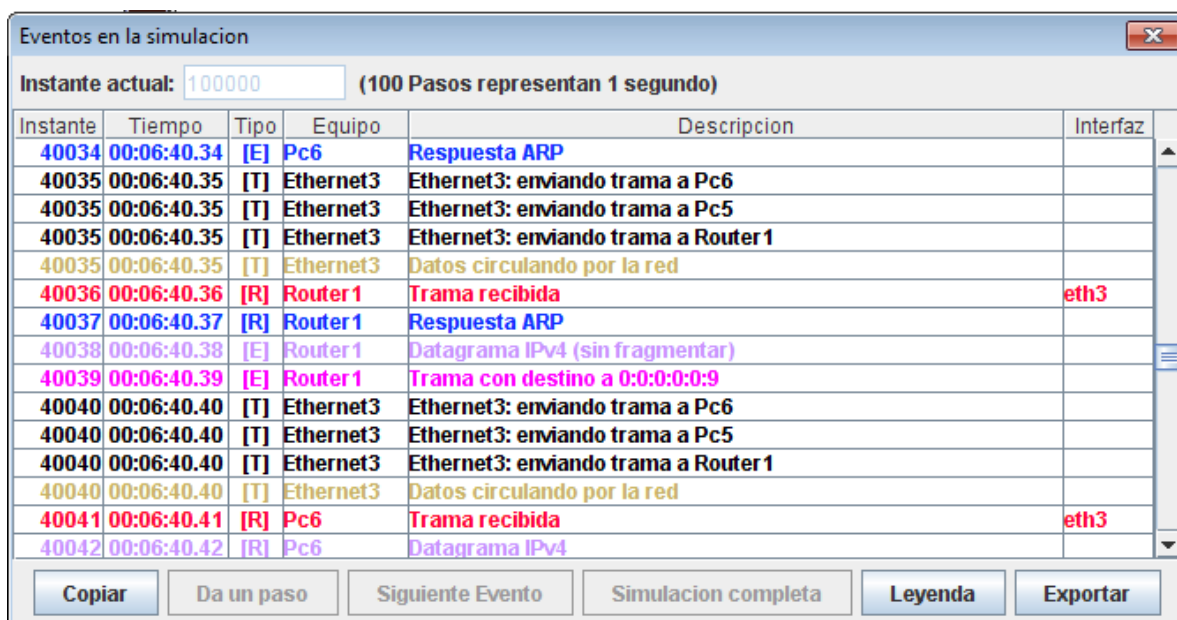 Eventos en la simulacion
Instante actual: 100000 (100 Pasos representan 1 segundo)
Instante Tiempo Tipo Equipo Descripcion Interfaz
40034 00:06:40.34 [E] Pc6 Respuesta ARP
40035 00:06:40.35 [T] Ethernet3 Ethernet3: enviando trama a Pc6
40035 00:06:40.35 [T] Ethernet3 Ethernet3: enviando trama a Pc5
40035 00:06:40.35 [T] Ethernet3 Ethernet3: enviando trama a Router1
40035 00:06:40.35 [T] Ethernet3 Datos circulando por la red
40036 00:06:40.36 [R] Router1 Trama recibida eth3
40037 00:06:40.37 [R] Router1 Respuesta ARP
40038 00:06:40.38 [E] Router1 Datagrama IPv4 (sin fragmentar)
40039 00:06:40.39 [E] Router1 Trama con destino a 0:0:0:0:0:9
40040 00:06:40.40 [T] Ethernet3 Ethernet3: enviando trama a Pc6
40040 00:06:40.40 [T] Ethernet3 Ethernet3: enviando trama a Pc5
40040 00:06:40.40 [T] Ethernet3 Ethernet3: enviando trama a Router1
40040 00:06:40.40 [T] Ethernet3 Datos circulando por la red
40041 00:06:40.41 [R] Pc6 Trama recibida eth3
40042 00:06:40.42 [R] Pc6 Datagrama IPv4
Copiar Da un paso Siguiente Evento Simulacion completa Leyenda Exportar